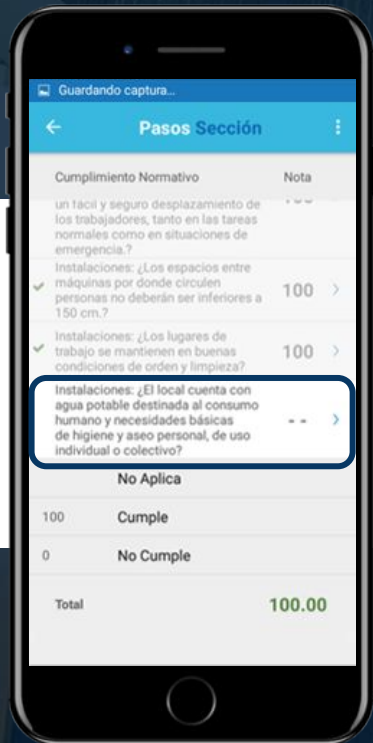 Guardando captura...
Pasos Sección
Cumplimiento Normativo Nota
un fácil y seguro desplazamiento de
los trabajadores, tanto en las tareas
normales como en situaciones de
emergencia.?
Instalaciones: ¿Los espacios entre
máquinas por donde circulen
personas no deberán ser inferiores a
150 cm.?
100
Instalaciones: ¿Los lugares de
trabajo se mantienen en buenas
condiciones de orden y limpieza?
100
Instalaciones: ¿El local cuenta con
agua potable destinada al consumo
humano y necesidades básicas
de higiene y aseo personal, de uso
individual o colectivo?
- -
No Aplica
100 Cumple
0 No Cumple
Total 100.00